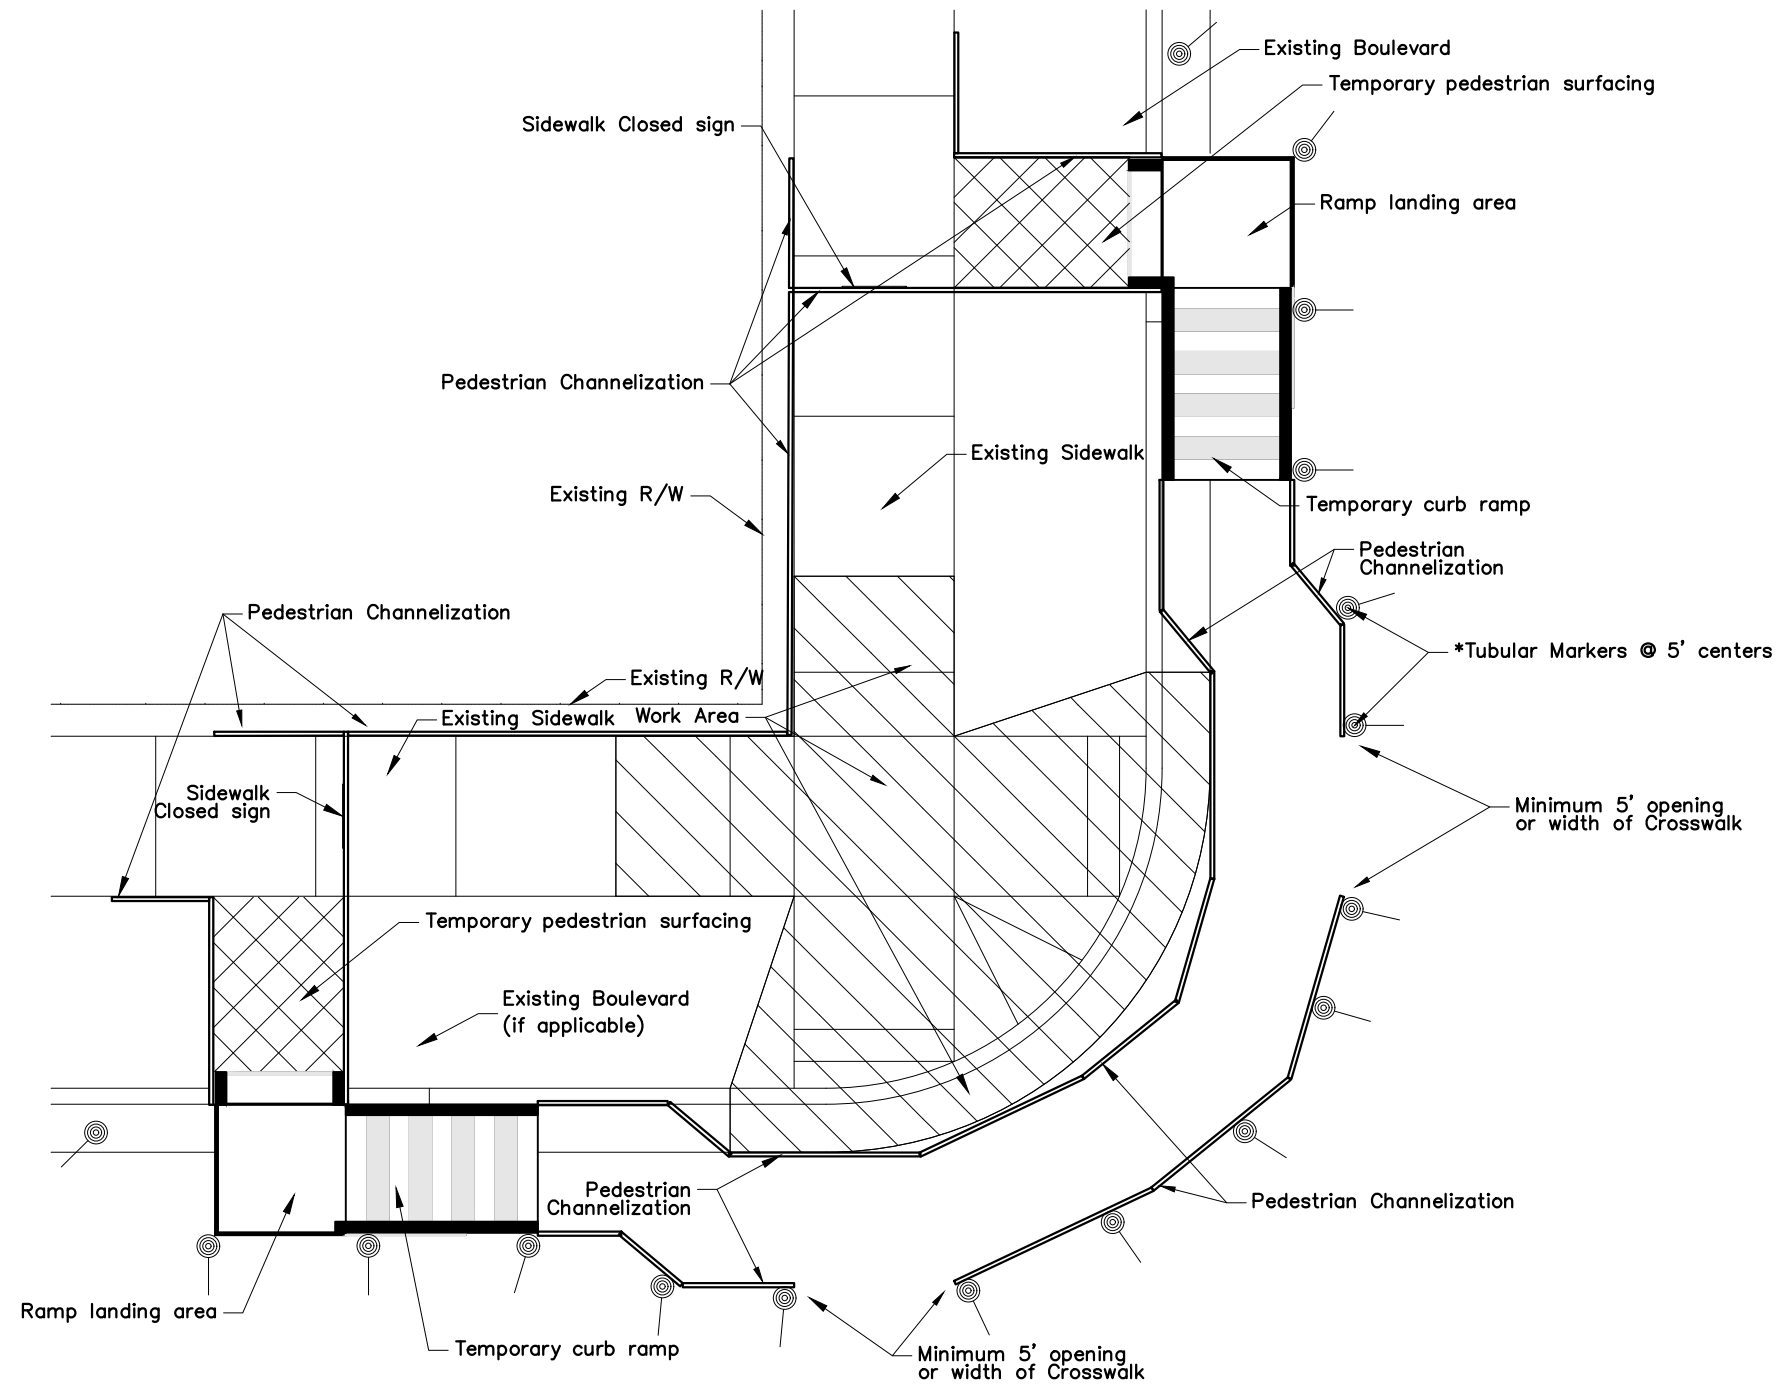 Existing Boulevard
Temporary pedestrian surfacing
Sidewalk Closed sign
Ramp landing area
Pedestrian Channelization
Existing Sidewalk
Existing R/W
Temporary curb ramp
Pedestrian
Channelization
Pedestrian Channelization
*Tubular Markers @ 5' centers
Existing R/W
Existing Sidewalk
Work Area
Sidewalk
Closed sign
Minimum 5' opening
or width of Crosswalk
Temporary pedestrian surfacing
Existing Boulevard
(if applicable)
Pedestrian
Channelization
Pedestrian Channelization
Ramp landing area
Temporary curb ramp
Minimum 5' opening
or width of Crosswalk